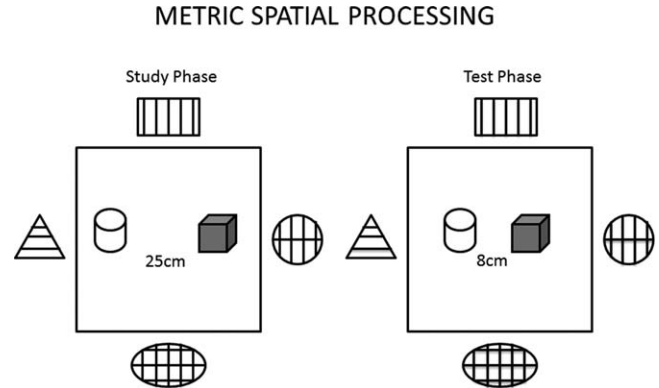 METRIC SPATIAL PROCESSING
Study Phase
Test Phase
25cm
8cm